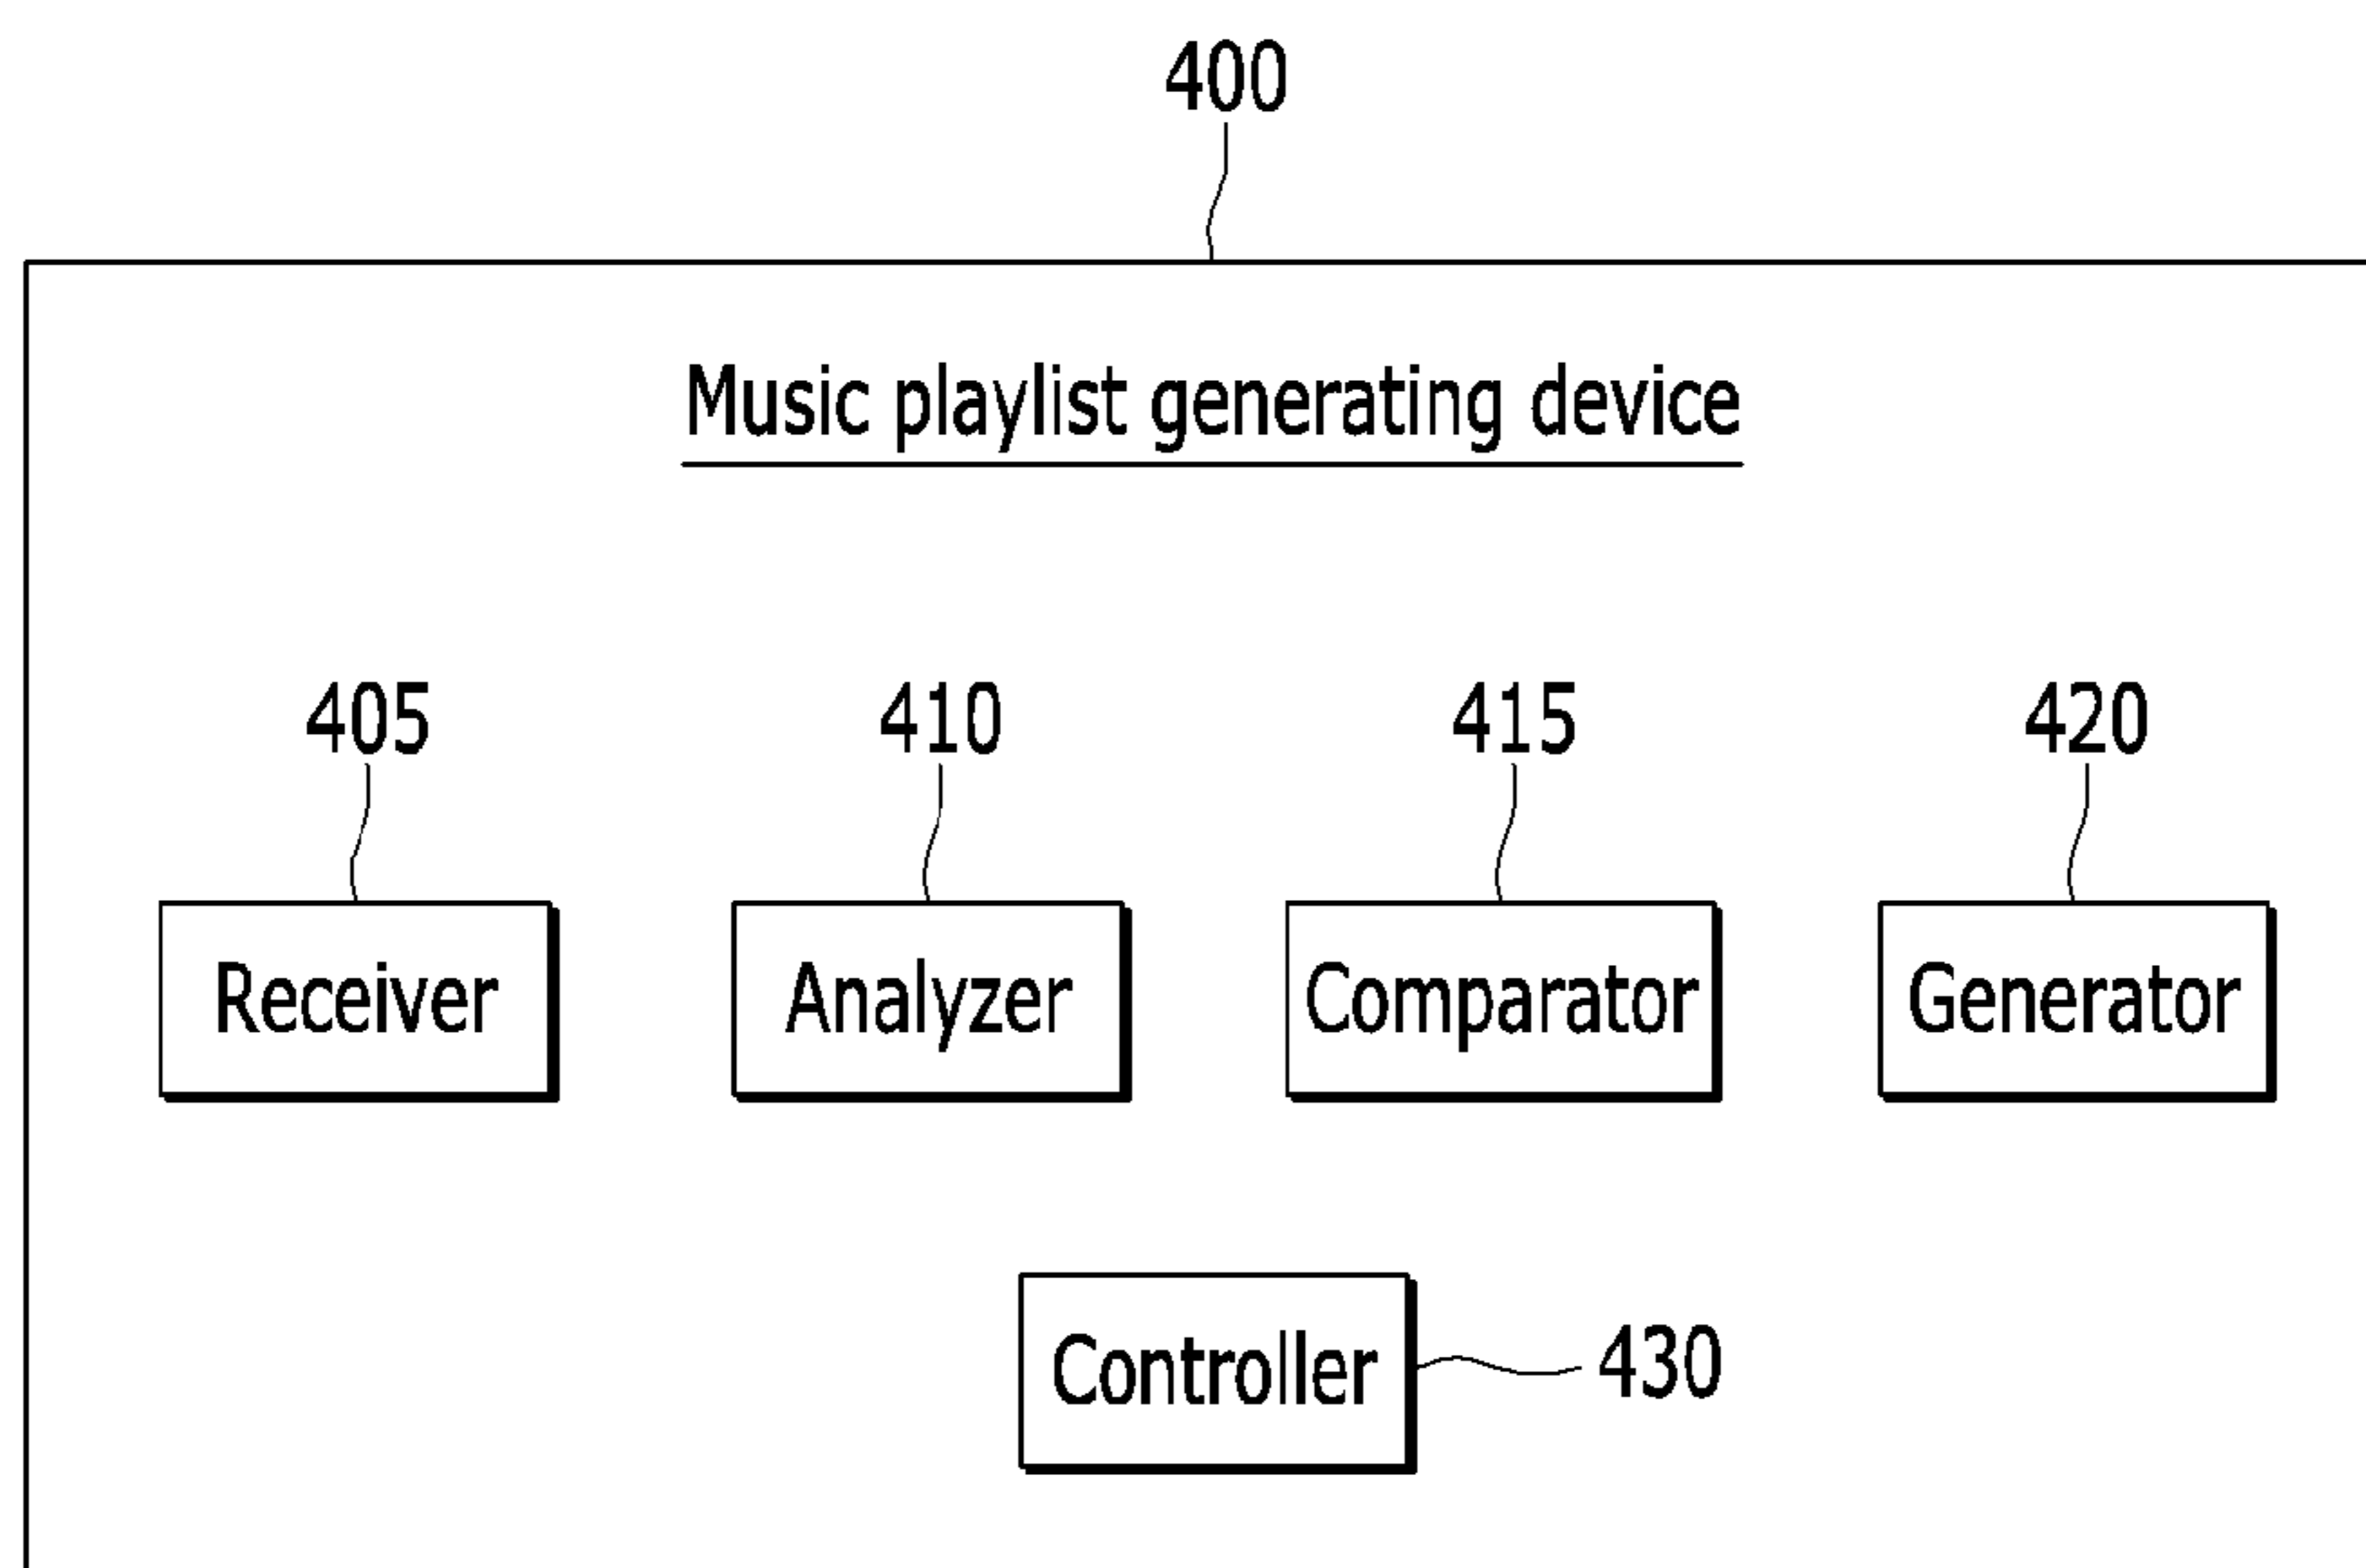 400
Music playlist generating device
405 410 415 420
Receiver Analyzer Comparator Generator
Controller 430